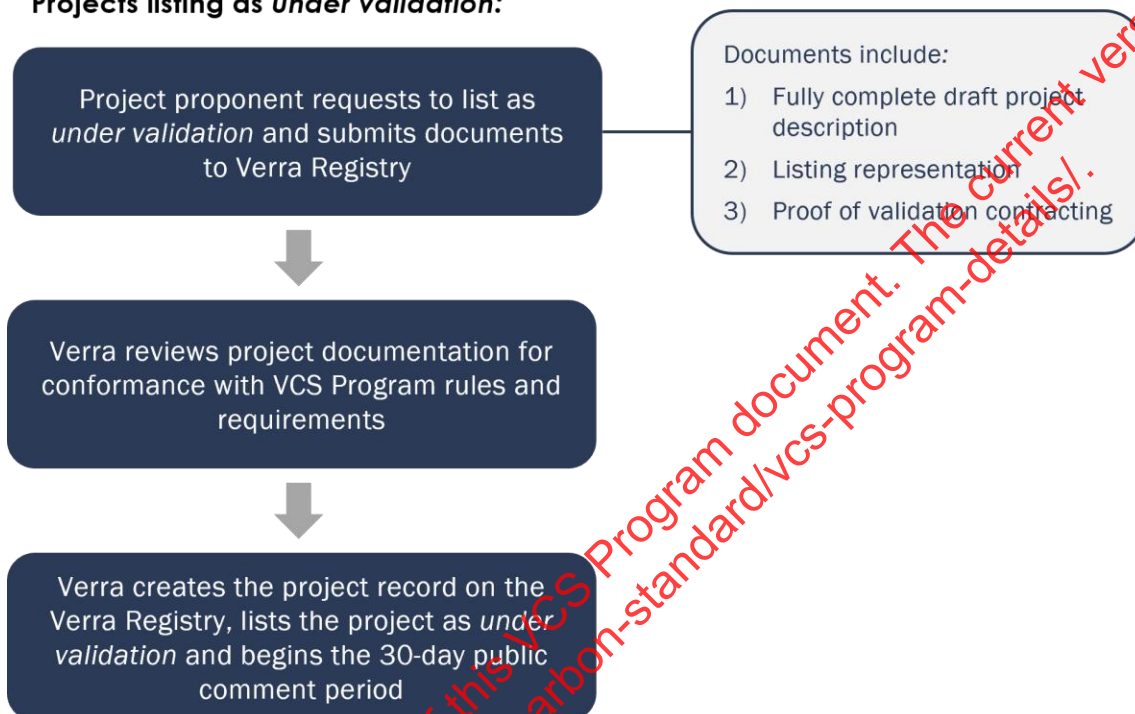 Projects listing as under validation:
Project proponent requests to list as
under validation and submits documents
to Verra Registry
Documents include:
1) Fully complete draft project
description
2) Listing representation
3) Proof of validation contracting
Verra reviews project documentation for
conformance with VCS Program rules and
requirements
Verra creates the project record on the
Verra Registry, lists the project as under
validation and begins the 30-day public
comment period
this VCS Program document. The current
carbon-standard/vcs-program-details/.